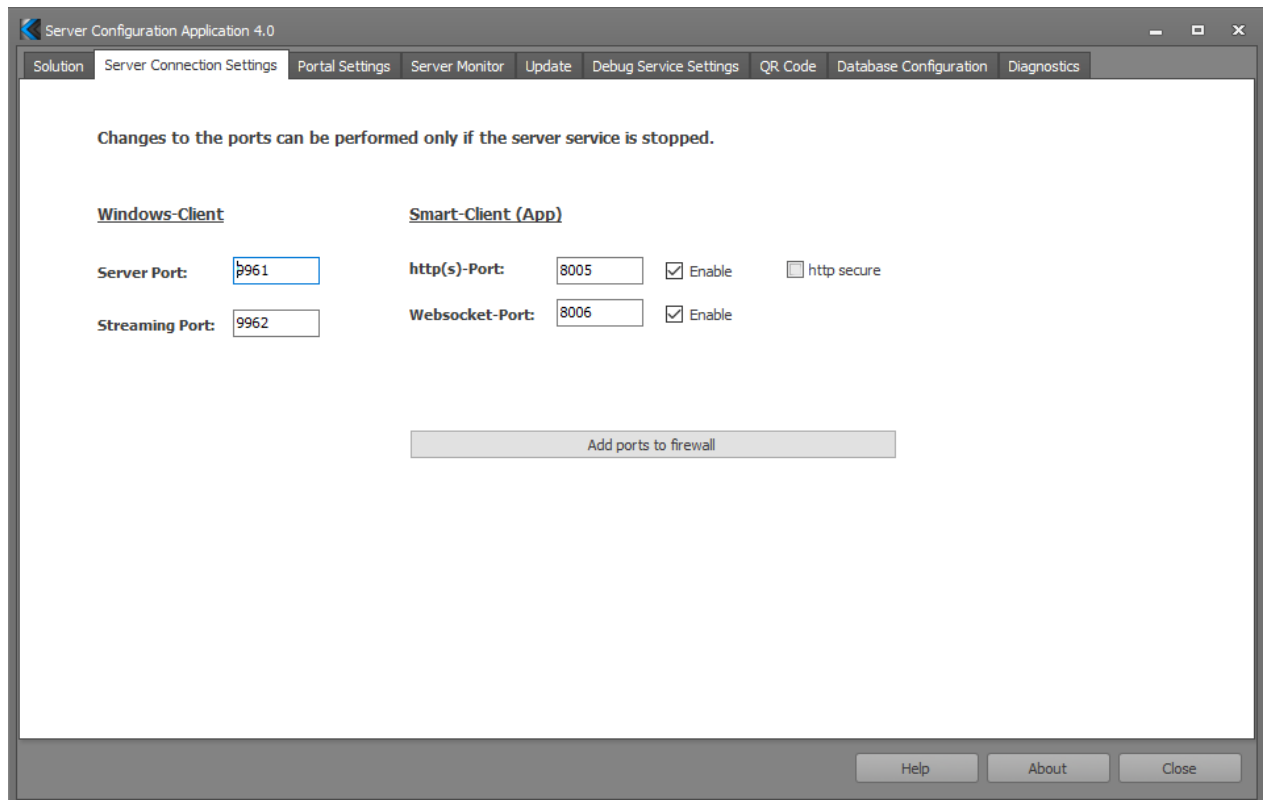 Server Configuration Application 4.0
Solution Server Connection Settings Portal Settings Server Monitor Update Debug Service Settings QR Code Database Configuration Diagnostics
Changes to the ports can be performed only if the server service is stopped.
Windows-Client Smart-Client (App)
Server Port: 9961 http(s)-Port: 8005 Enable http secure
Streaming Port: 9962 Websocket-Port: 8006 Enable
Add ports to firewall
Help About Close